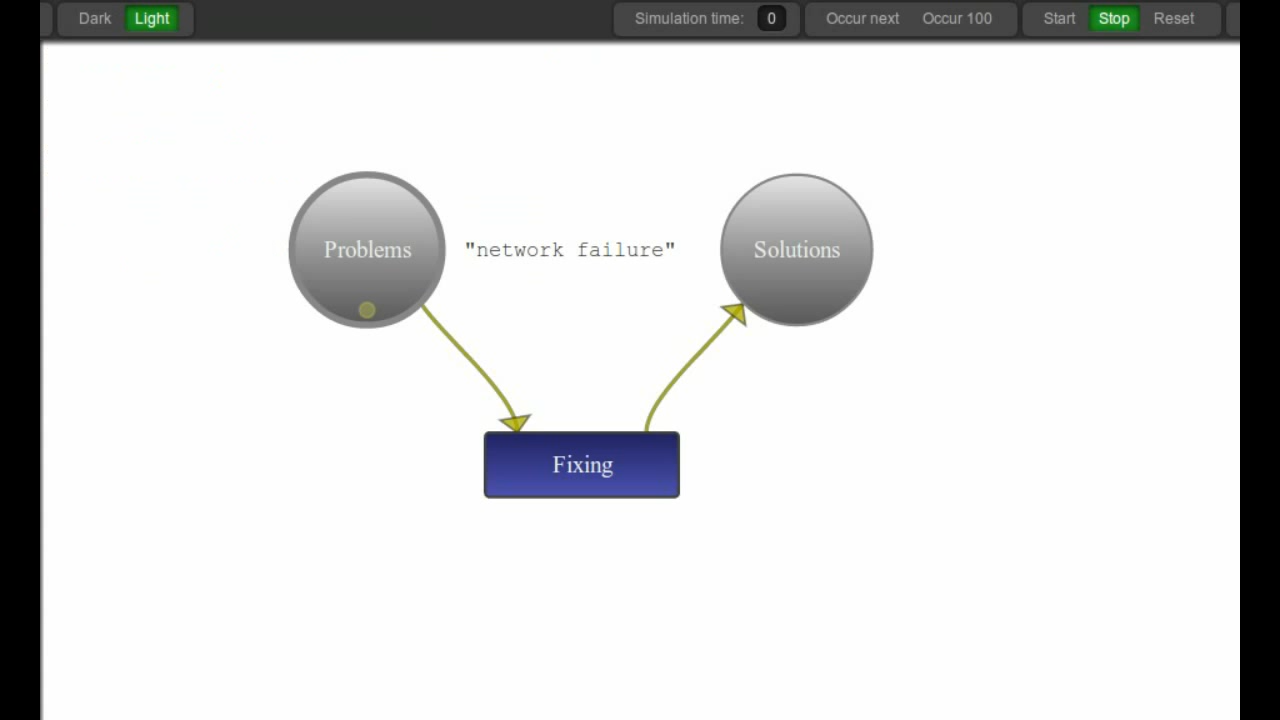 Dark Light Simulation time: 0 Occur next Occur 100 Start Stop Reset
Problems "network failure" Solutions
Fixing